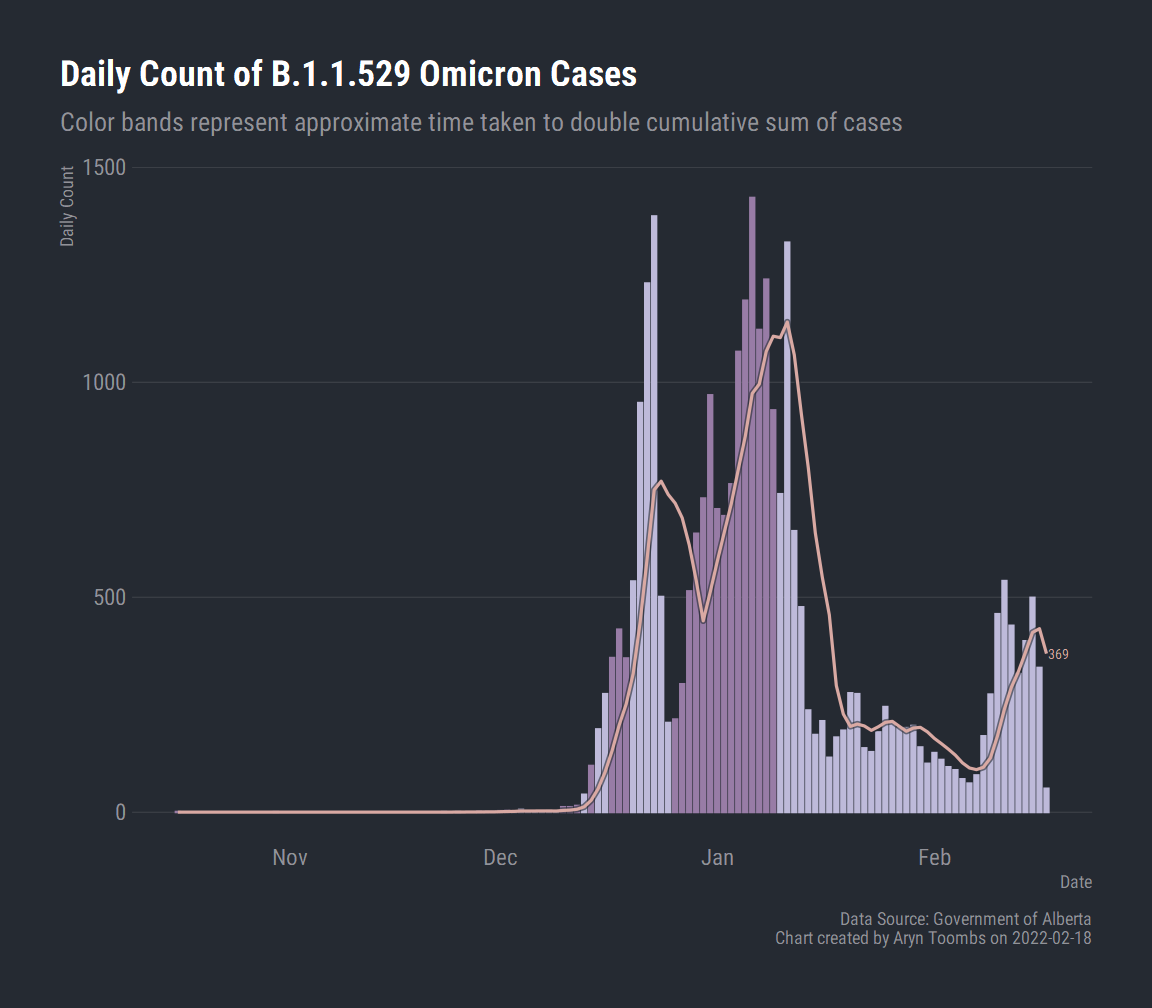 Daily Count of B.1.1.529 Omicron Cases
Color bands represent approximate time taken to double cumulative sum of cases
Daily Count
1500
1000
500
0
369
Nov Dec Jan Feb
Date
Data Source: Government of Alberta
Chart created by Aryn Toombs on 2022-02-18